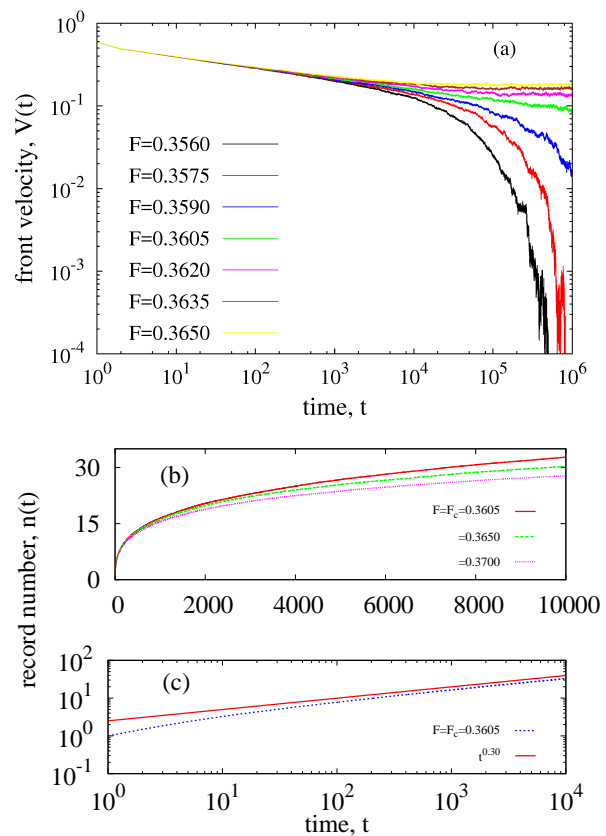 10^0
10^-1
10^-2
10^-3
10^-4
front velocity, V(t)
(a)
F=0.3560
F=0.3575
F=0.3590
F=0.3605
F=0.3620
F=0.3635
F=0.3650
10^0 10^1 10^2 10^3 10^4 10^5 10^6
time, t
record number, n(t)
30
15
0
(b)
F=F_c=0.3605
=0.3650
=0.3700
0 2000 4000 6000 8000 10000
10^2
10^1
10^0
10^-1
(c)
F=F_c=0.3605
t^0.30
10^0 10^1 10^2 10^3 10^4
time, t